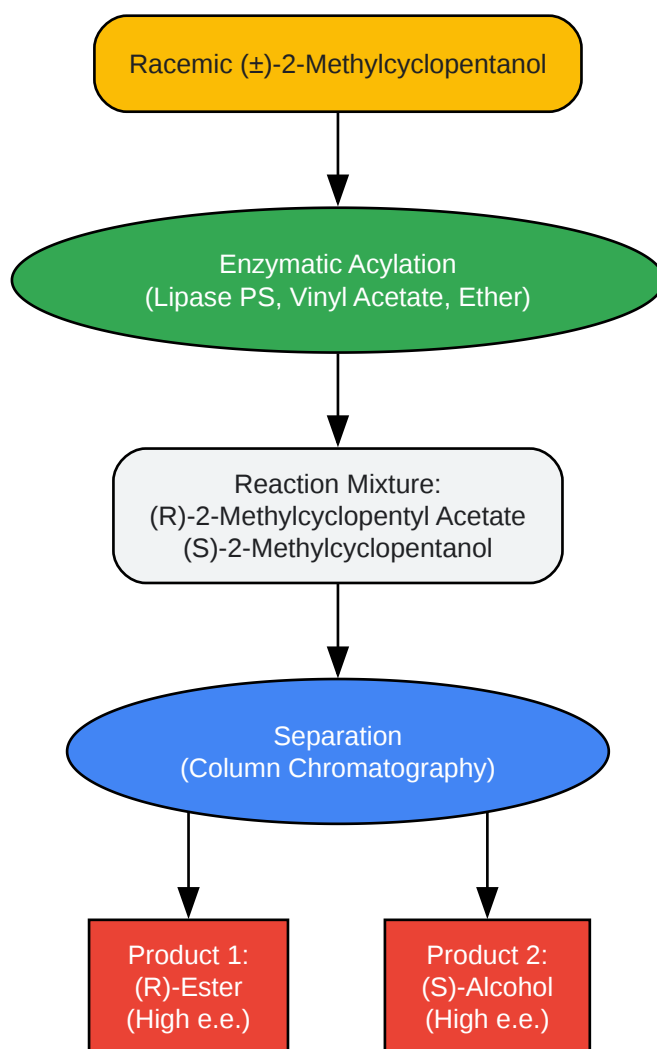 Racemic (±)-2-Methylcyclopentanol
Enzymatic Acylation
(Lipase PS, Vinyl Acetate, Ether)
Reaction Mixture:
(R)-2-Methylcyclopentyl Acetate
(S)-2-Methylcyclopentanol
Separation
(Column Chromatography)
Product 1:
(R)-Ester
(High e.e.)
Product 2:
(S)-Alcohol
(High e.e.)